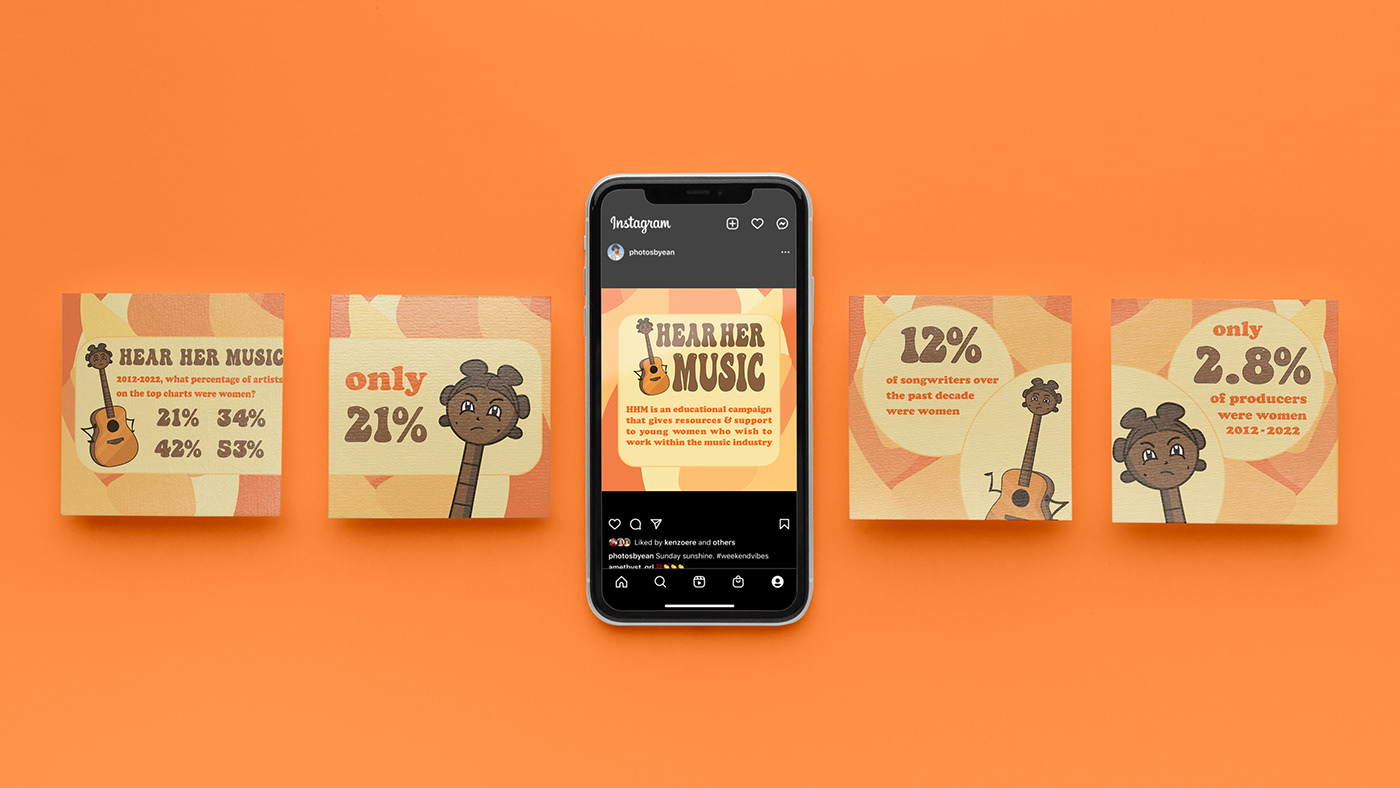 HEAR HER MUSIC
2012-2022, what percentage of artists
on the top charts were women?
21% 34%
42% 53%
only
21%
Instagram
photosbyean
HEAR HER
MUSIC
HHM is an educational campaign
that gives resources & support
to young women who wish to
work within the music industry
Liked by kenzoere and others
photosbyean Sunday sunshine. #weekendvibes
amethyst_grl
12%
of songwriters over
the past decade
were women
only
2.8%
of producers
were women
2012-2022